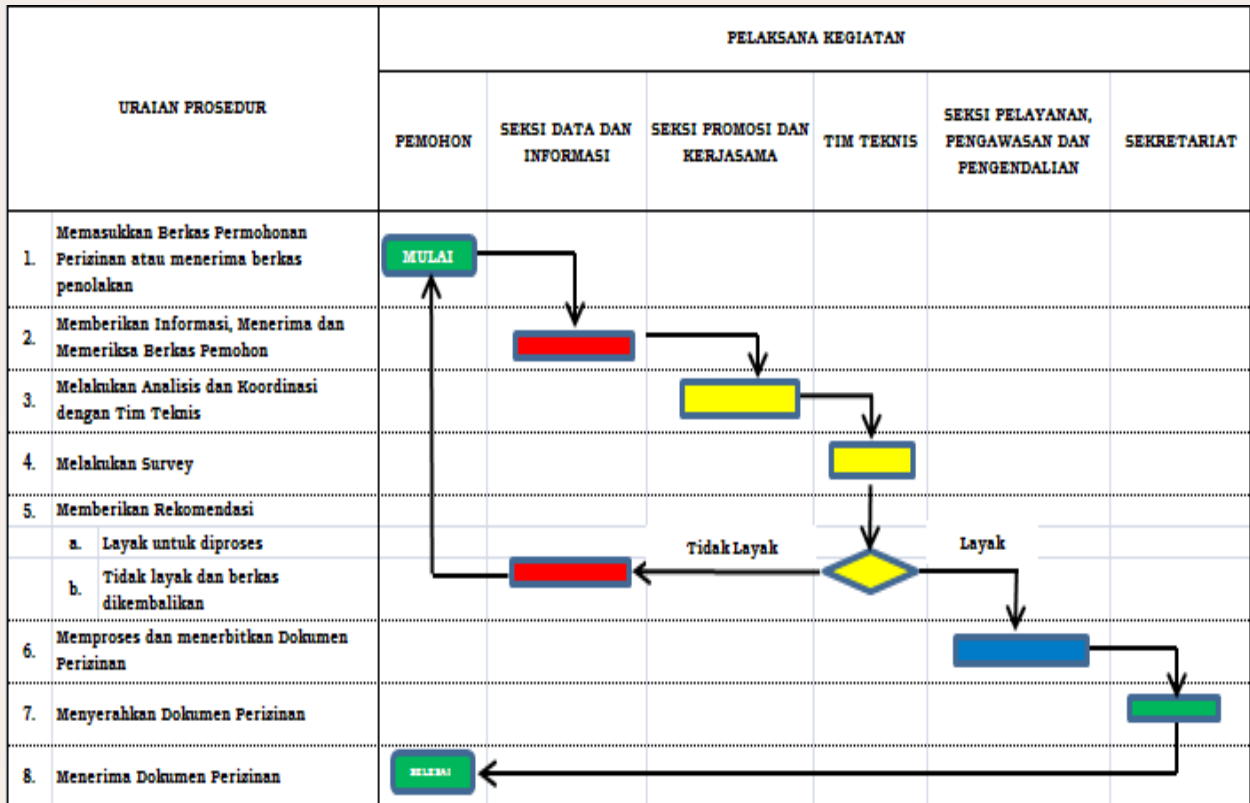 PELAKSANA KEGIATAN
URAIAN PROSEDUR
PEMOHON
SEKSI DATA DAN
INFORMASI
SEKSI PROMOSI DAN
KERJASAMA
TIM TEKNIS
SEKSI PELAYANAN,
PENGAWASAN DAN
PENGENDALIAN
SEKRETARIAT
1. Memasukkan Berkas Permohonan
Perizinan atau menerima berkas
penolakan
MULAI
2. Memberikan Informasi, Menerima dan
Memeriksa Berkas Pemohon
3. Melakukan Analisis dan Koordinasi
dengan Tim Teknis
4. Melakukan Survey
5. Memberikan Rekomendasi
a. Layak untuk diproses
Tidak Layak
Layak
b. Tidak layak dan berkas
dikembalikan
6. Memproses dan menerbitkan Dokumen
Perizinan
7. Menyerahkan Dokumen Perizinan
8. Menerima Dokumen Perizinan
SELESAI